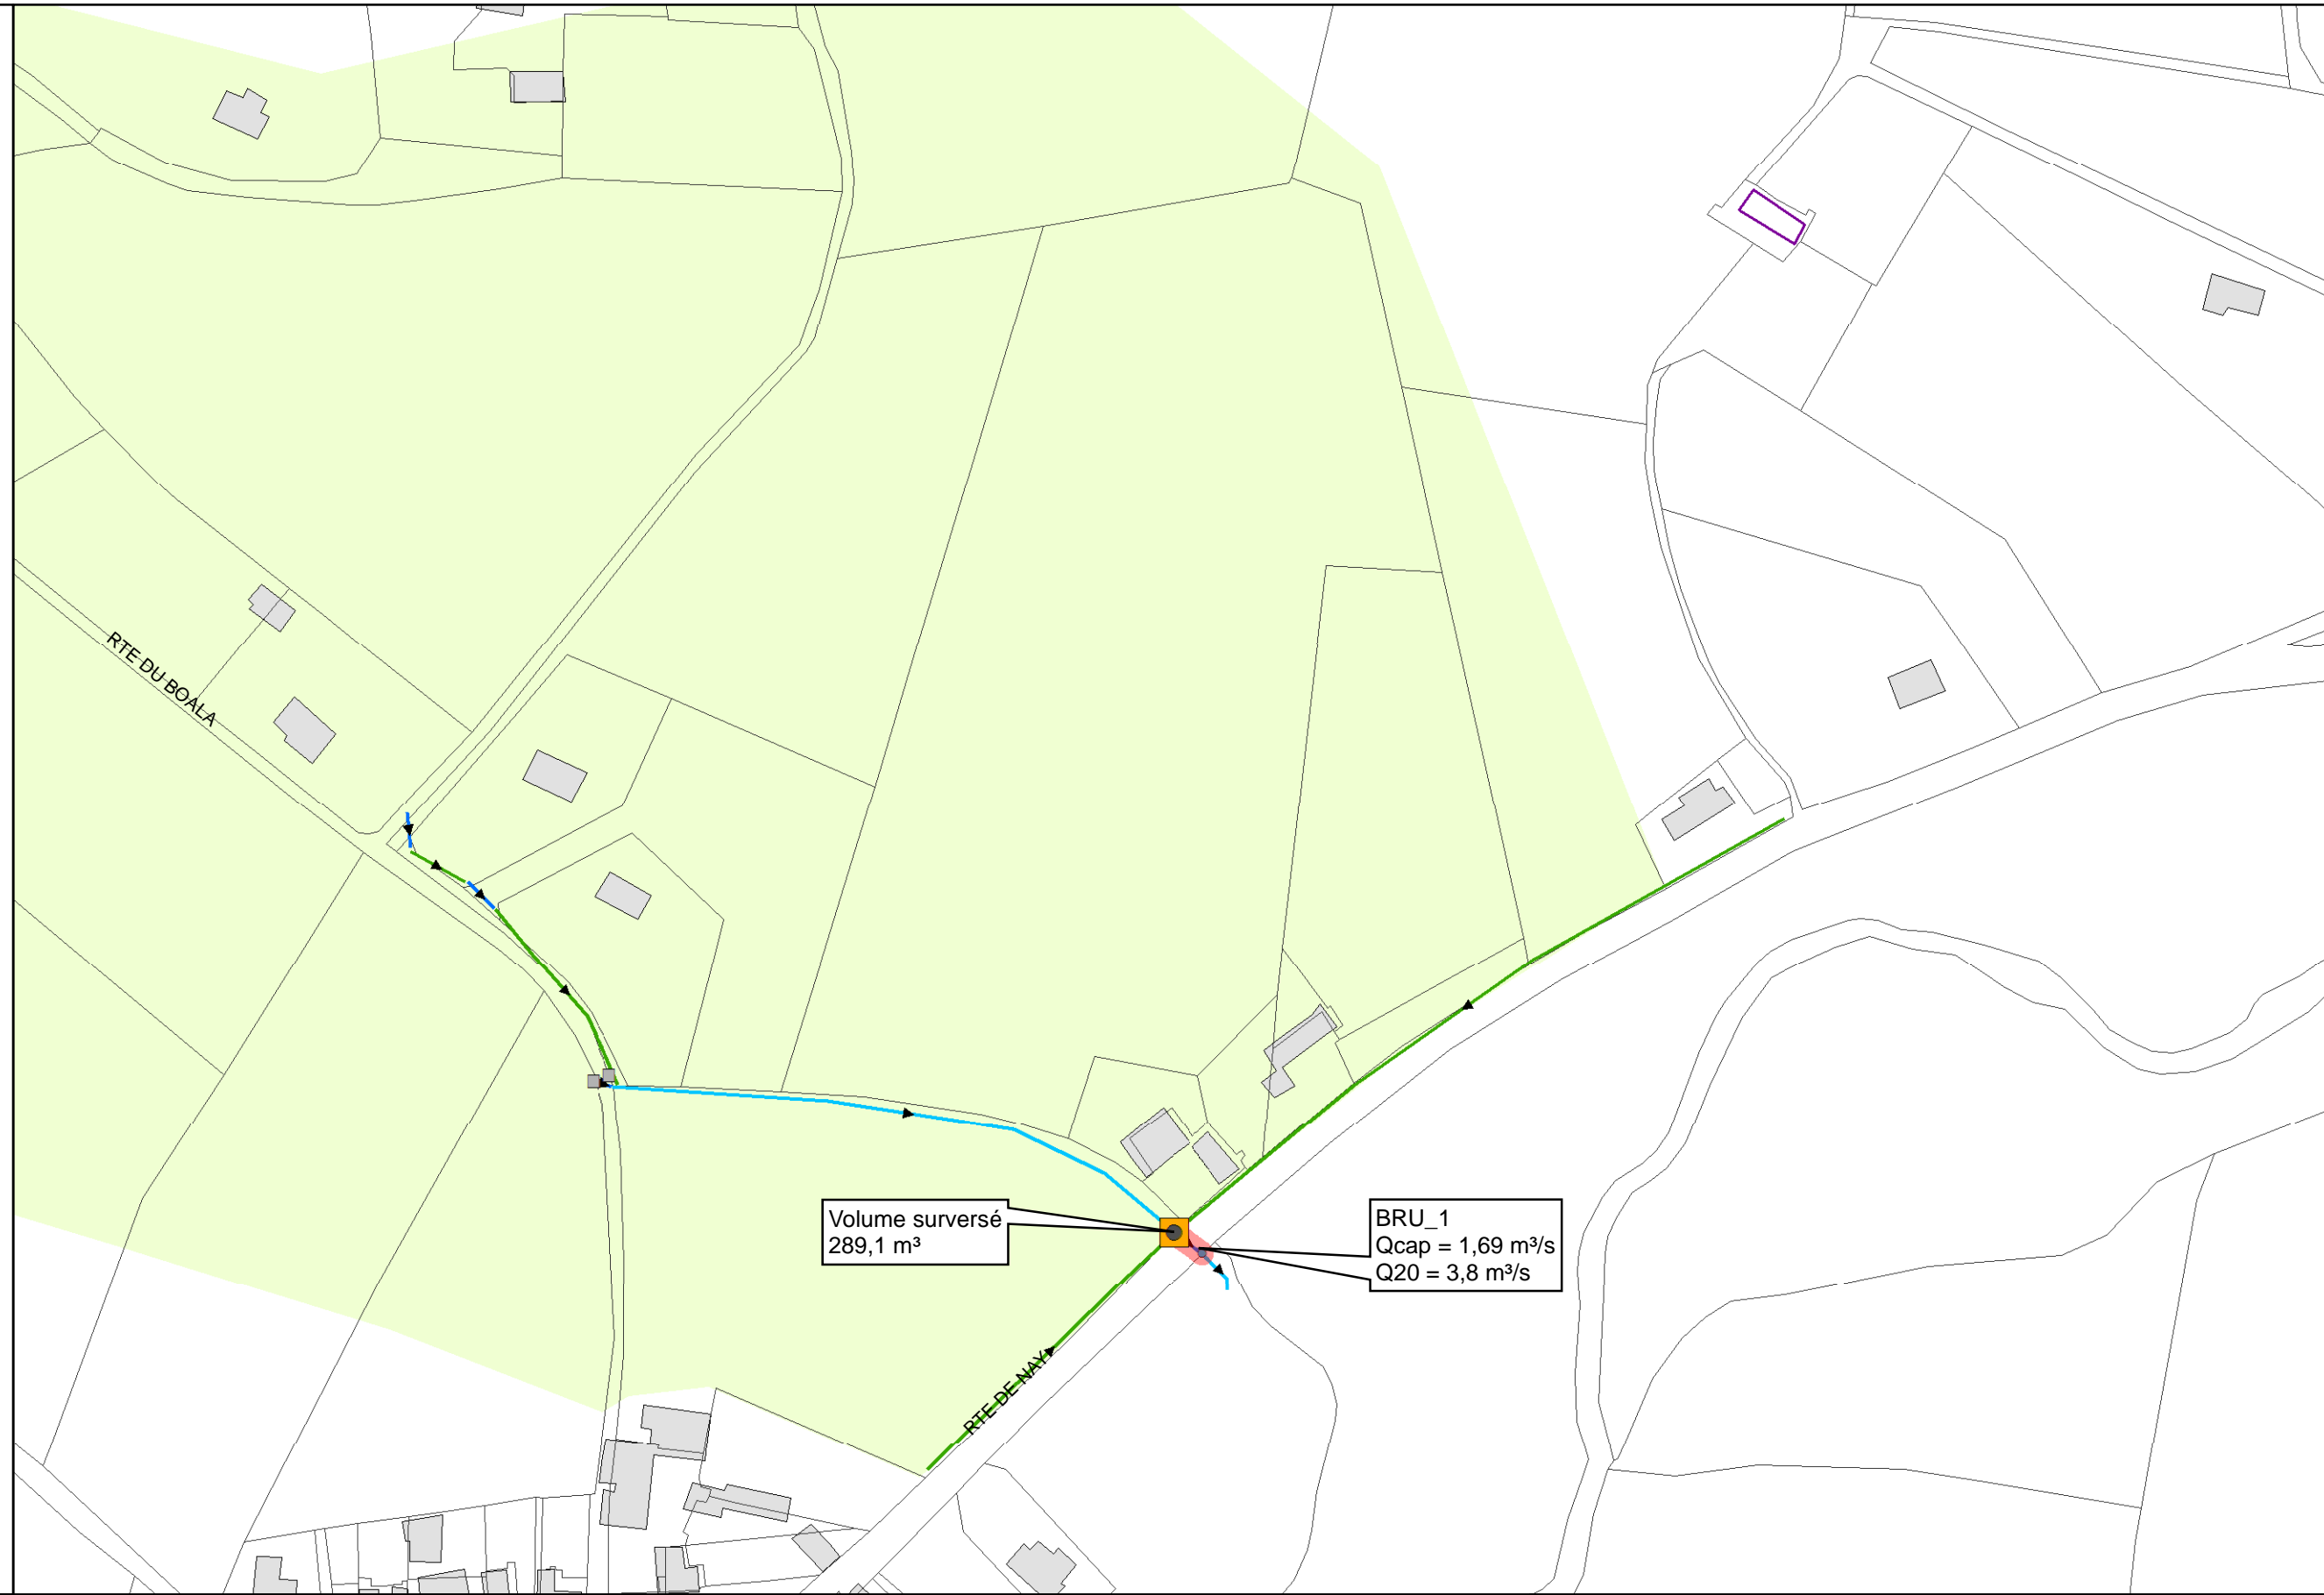 RTE DU BOALA
Volume surversé
289,1 m³
BRU_1
Qcap = 1,69 m³/s
Q20 = 3,8 m³/s
RTE DE NAY